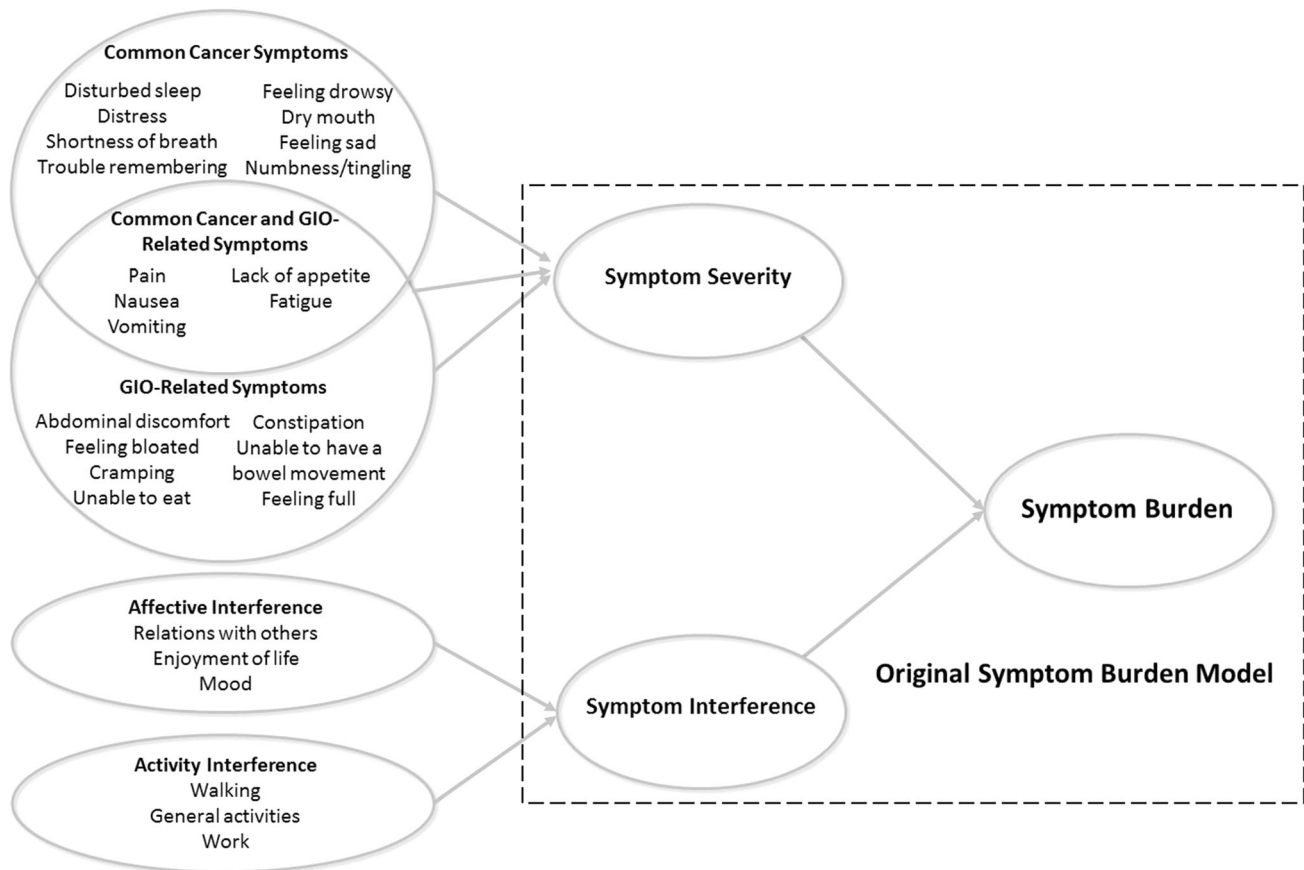 Common Cancer Symptoms
Disturbed sleep
Distress
Shortness of breath
Trouble remembering
Feeling drowsy
Dry mouth
Feeling sad
Numbness/tingling
Common Cancer and GIO-
Related Symptoms
Pain
Nausea
Vomiting
Lack of appetite
Fatigue
GIO-Related Symptoms
Abdominal discomfort
Feeling bloated
Cramping
Unable to eat
Constipation
Unable to have a
bowel movement
Feeling full
Affective Interference
Relations with others
Enjoyment of life
Mood
Activity Interference
Walking
General activities
Work
Symptom Severity
Symptom Interference
Symptom Burden
Original Symptom Burden Model